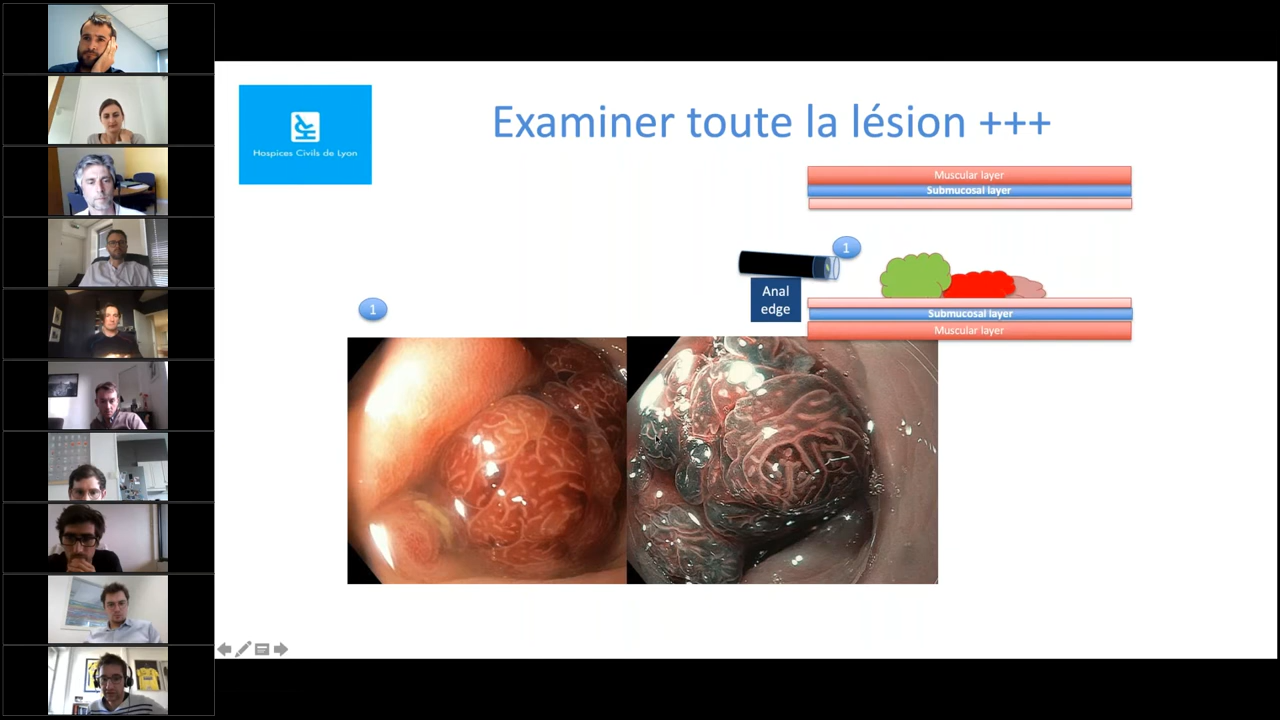 Examiner toute la lésion +++
Hospices Civils de Lyon
Muscular layer
Submucosal layer
1
Anal
edge
1
Submucosal layer
Muscular layer